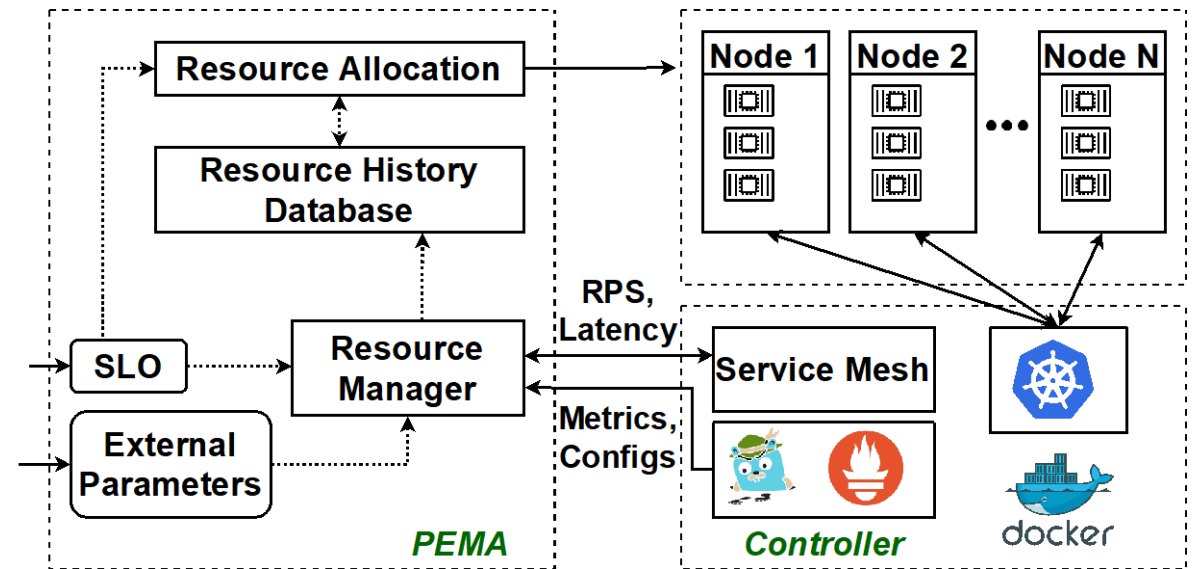 Resource Allocation
Resource History
Database
SLO
Resource
Manager
External
Parameters
PEMA
RPS,
Latency
Metrics,
Configs
Node 1
Node 2
Node N
Service Mesh
Controller
docker